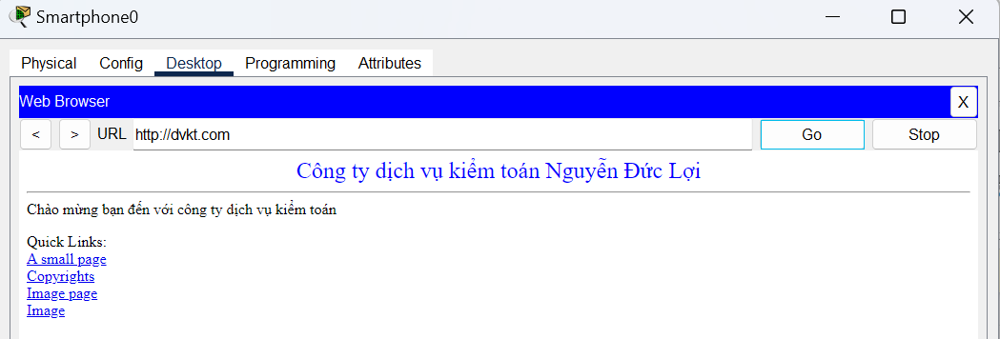 Smartphone0
Physical Config Desktop Programming Attributes
Web Browser X
< > URL http://dvkt.com Go Stop
Công ty dịch vụ kiểm toán Nguyễn Đức Lợi
Chào mừng bạn đến với công ty dịch vụ kiểm toán
Quick Links:
A small page
Copyrights
Image page
Image